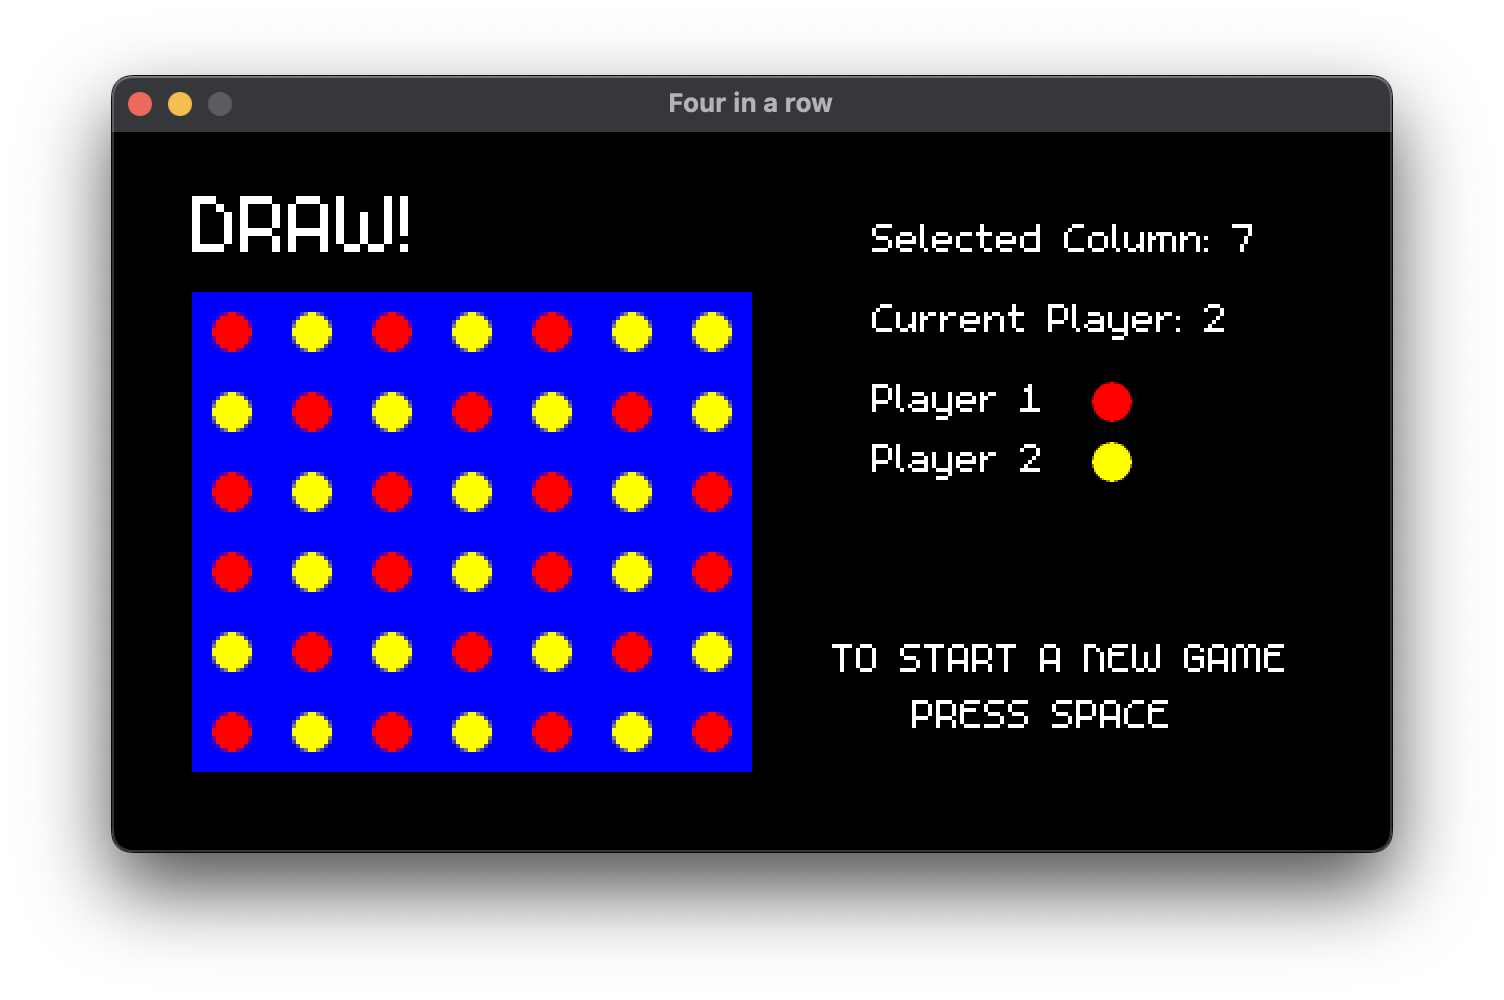 Four in a row
DRAW!
Selected Column: 7
Current Player: 2
Player 1
Player 2
TO START A NEW GAME
PRESS SPACE